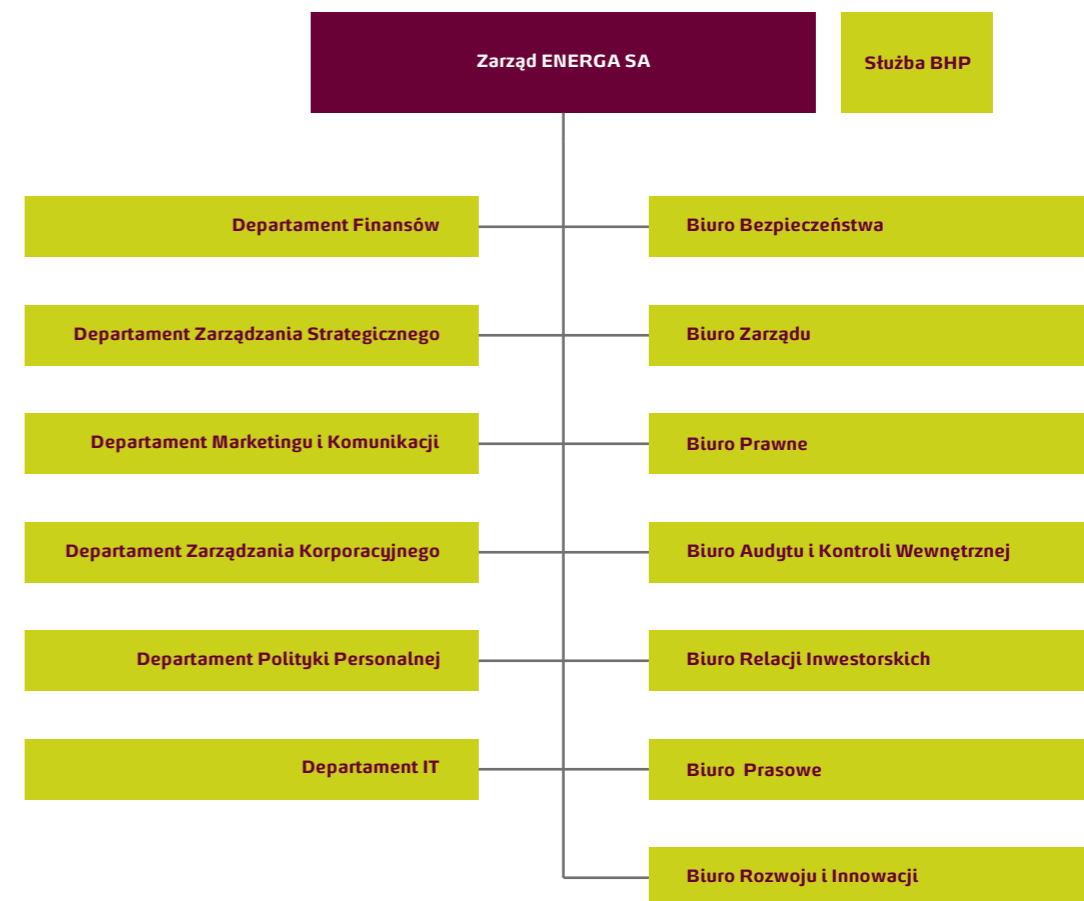 Zarząd ENERGA SA
Służba BHP
Departament Finansów
Biuro Bezpieczeństwa
Departament Zarządzania Strategicznego
Biuro Zarządu
Departament Marketingu i Komunikacji
Biuro Prawne
Departament Zarządzania Korporacyjnego
Biuro Audytu i Kontroli Wewnętrznej
Departament Polityki Personalnej
Biuro Relacji Inwestorskich
Departament IT
Biuro Prasowe
Biuro Rozwoju i Innowacji